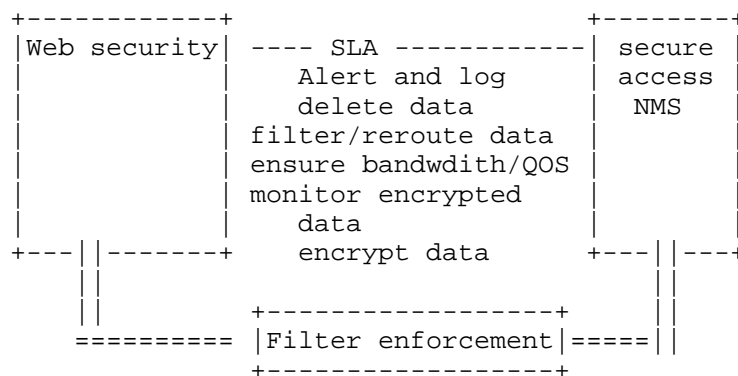 Web security ---- SLA ------------ secure
Alert and log access
delete data NMS
filter/reroute data
ensure bandwdith/QOS
monitor encrypted
data
encrypt data
Filter enforcement